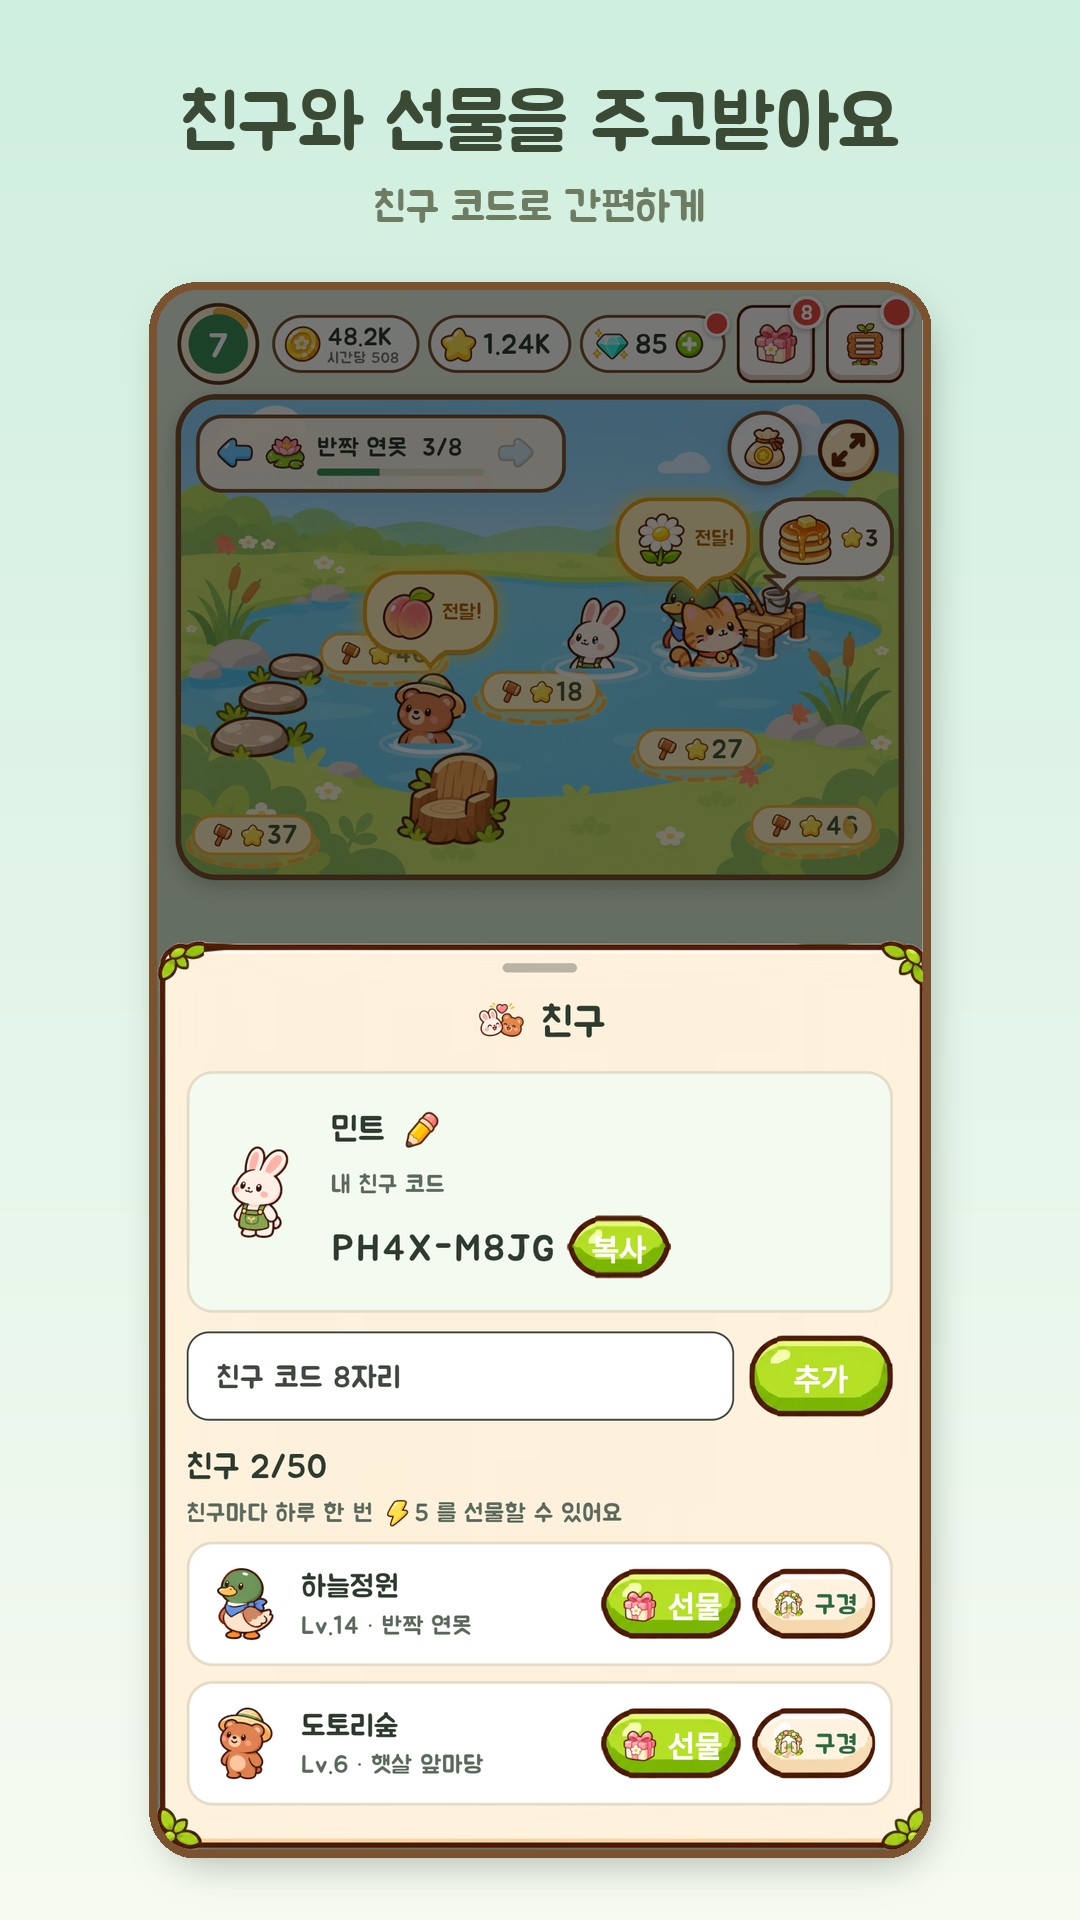 친구와 선물을 주고받아요
친구 코드로 간편하게
7
48.2K
시간당 508
1.24K
85
8
반짝 연못 3/8
전달!
3
전달!
18
27
37
친구
민트
내 친구 코드
PH4X-M8JG 복사
친구 코드 8자리
추가
친구 2/50
친구마다 하루 한 번 5 를 선물할 수 있어요
하늘정원
Lv.14 · 반짝 연못
선물
구경
도토리숲
Lv.6 · 햇살 앞마당
선물
구경